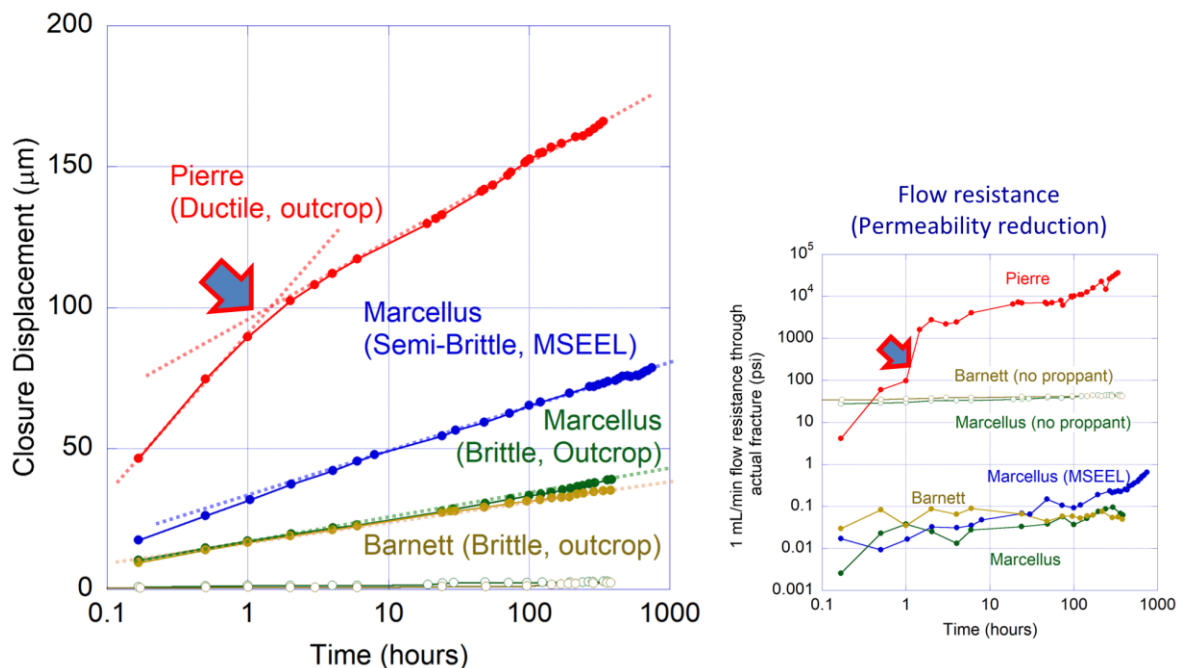 200
150
100
50
0
Closure Displacement (μm)
0.1
1
10
100
1000
Time (hours)
Pierre
(Ductile, outcrop)
Marcellus
(Semi-Brittle, MSEEL)
Marcellus
(Brittle, Outcrop)
Barnett (Brittle, outcrop)
Flow resistance
(Permeability reduction)
10^5
10^4
1000
100
10
1
0.1
0.01
0.001
1 mL/min flow resistance through
actual fracture (psi)
0.1
1
10
100
1000
Time (hours)
Pierre
Barnett (no proppant)
Marcellus (no proppant)
Marcellus (MSEEL)
Barnett
Marcellus